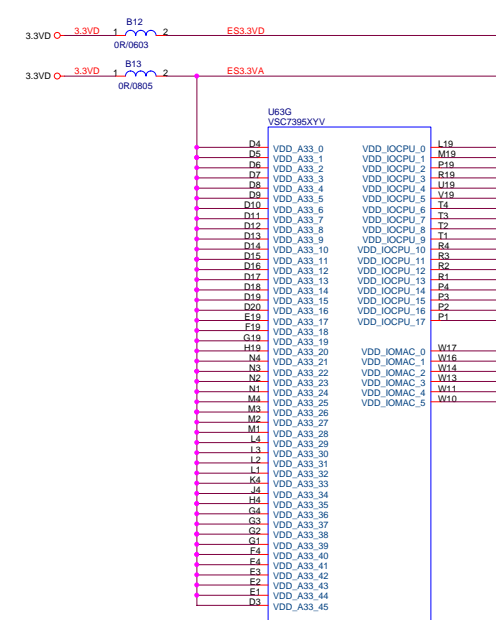 B12
3.3VD 3.3VD 1 2 ES3.3VD
0R/0603
B13
3.3VD 3.3VD 1 2 ES3.3VA
0R/0805
U63G
VSC7395XYV
D4 VDD_A33_0 VDD_IOCPU_0 L19
D5 VDD_A33_1 VDD_IOCPU_1 M19
D6 VDD_A33_2 VDD_IOCPU_2 P19
D7 VDD_A33_3 VDD_IOCPU_3 R19
D8 VDD_A33_4 VDD_IOCPU_4 U19
D9 VDD_A33_5 VDD_IOCPU_5 V19
D10 VDD_A33_6 VDD_IOCPU_6 T4
D11 VDD_A33_7 VDD_IOCPU_7 T3
D12 VDD_A33_8 VDD_IOCPU_8 T2
D13 VDD_A33_9 VDD_IOCPU_9 T1
D14 VDD_A33_10 VDD_IOCPU_10 R4
D15 VDD_A33_11 VDD_IOCPU_11 R3
D16 VDD_A33_12 VDD_IOCPU_12 R2
D17 VDD_A33_13 VDD_IOCPU_13 R1
D18 VDD_A33_14 VDD_IOCPU_14 P4
D19 VDD_A33_15 VDD_IOCPU_15 P3
D20 VDD_A33_16 VDD_IOCPU_16 P2
E19 VDD_A33_17 VDD_IOCPU_17 P1
F19 VDD_A33_18
G19 VDD_A33_19
H19 VDD_A33_20 VDD_IOMAC_0 W17
N4 VDD_A33_21 VDD_IOMAC_1 W16
N3 VDD_A33_22 VDD_IOMAC_2 W14
N2 VDD_A33_23 VDD_IOMAC_3 W13
N1 VDD_A33_24 VDD_IOMAC_4 W11
M4 VDD_A33_25 VDD_IOMAC_5 W10
M3 VDD_A33_26
M2 VDD_A33_27
M1 VDD_A33_28
L4 VDD_A33_29
L3 VDD_A33_30
L2 VDD_A33_31
L1 VDD_A33_32
K4 VDD_A33_33
J4 VDD_A33_34
H4 VDD_A33_35
G4 VDD_A33_36
G3 VDD_A33_37
G2 VDD_A33_38
G1 VDD_A33_39
F4 VDD_A33_40
E4 VDD_A33_41
E3 VDD_A33_42
E2 VDD_A33_43
E1 VDD_A33_44
D3 VDD_A33_45